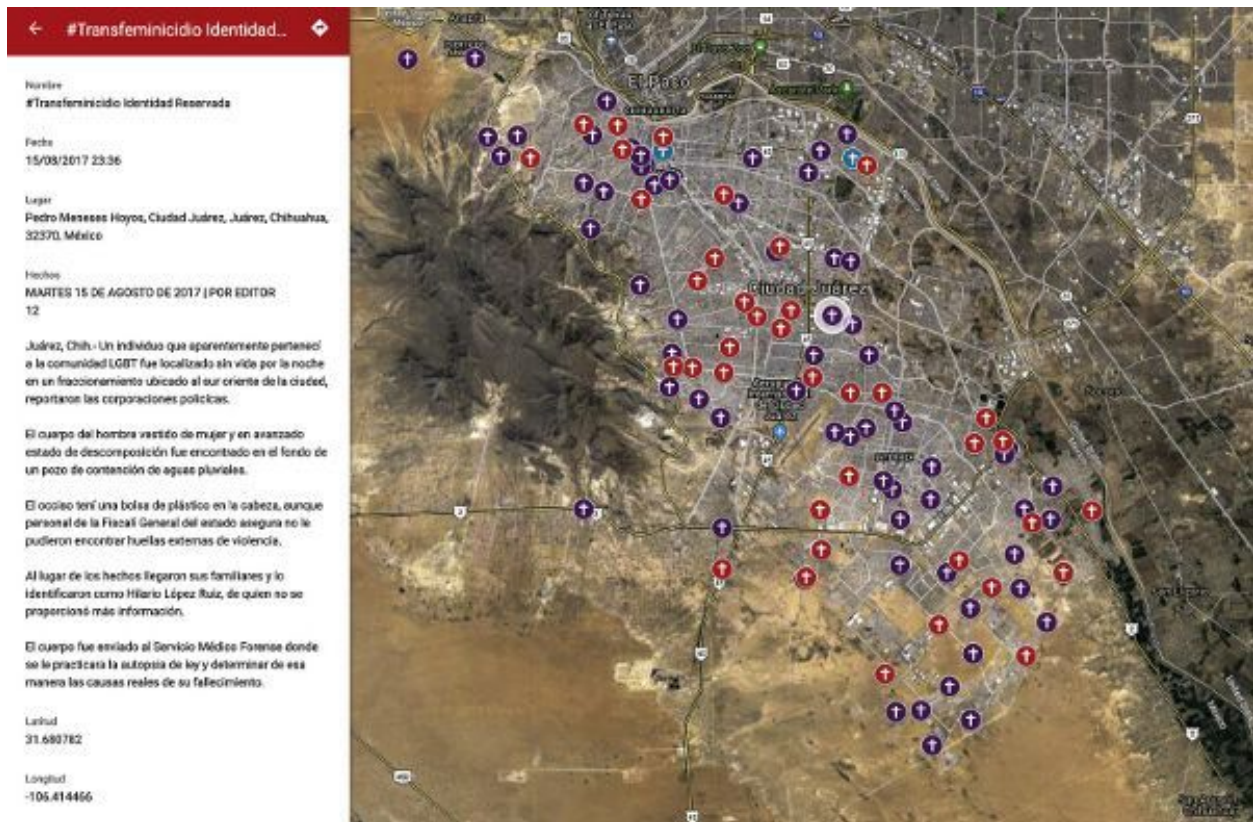 #Transfeminicidio Identidad...
Nombre
#Transfeminicidio Identidad Reservada
Fecha
15/08/2017 23:36
Lugar
Pedro Meneses Hoyos, Ciudad Juárez, Juárez, Chihuahua,
32370, México
Hechos
MARTES 15 DE AGOSTO DE 2017 | POR EDITOR
12
Juárez, Chih.- Un individuo que aparentemente pertenecí
a la comunidad LGBT fue localizado sin vida por la noche
en un fraccionamiento ubicado al sur oriente de la ciudad,
reportaron las corporaciones policicas.
El cuerpo del hombre vestido de mujer y en avanzado
estado de descomposición fue encontrado en el fondo de
un pozo de contención de aguas pluviales.
El occiso tení una bolsa de plástico en la cabeza, aunque
personal de la Fiscalí General del estado asegura no le
pudieron encontrar huellas externas de violencia.
Al lugar de los hechos llegaron sus familiares y lo
identificaron como Hilario López Ruiz, de quien no se
proporcionó más información.
El cuerpo fue enviado al Servicio Médico Forense donde
se le practicara la autopsia de ley y determinar de esa
manera las causas reales de su fallecimiento.
Latitud
31.680782
Longitud
-106.414466
El Paso
Ciudad Juárez